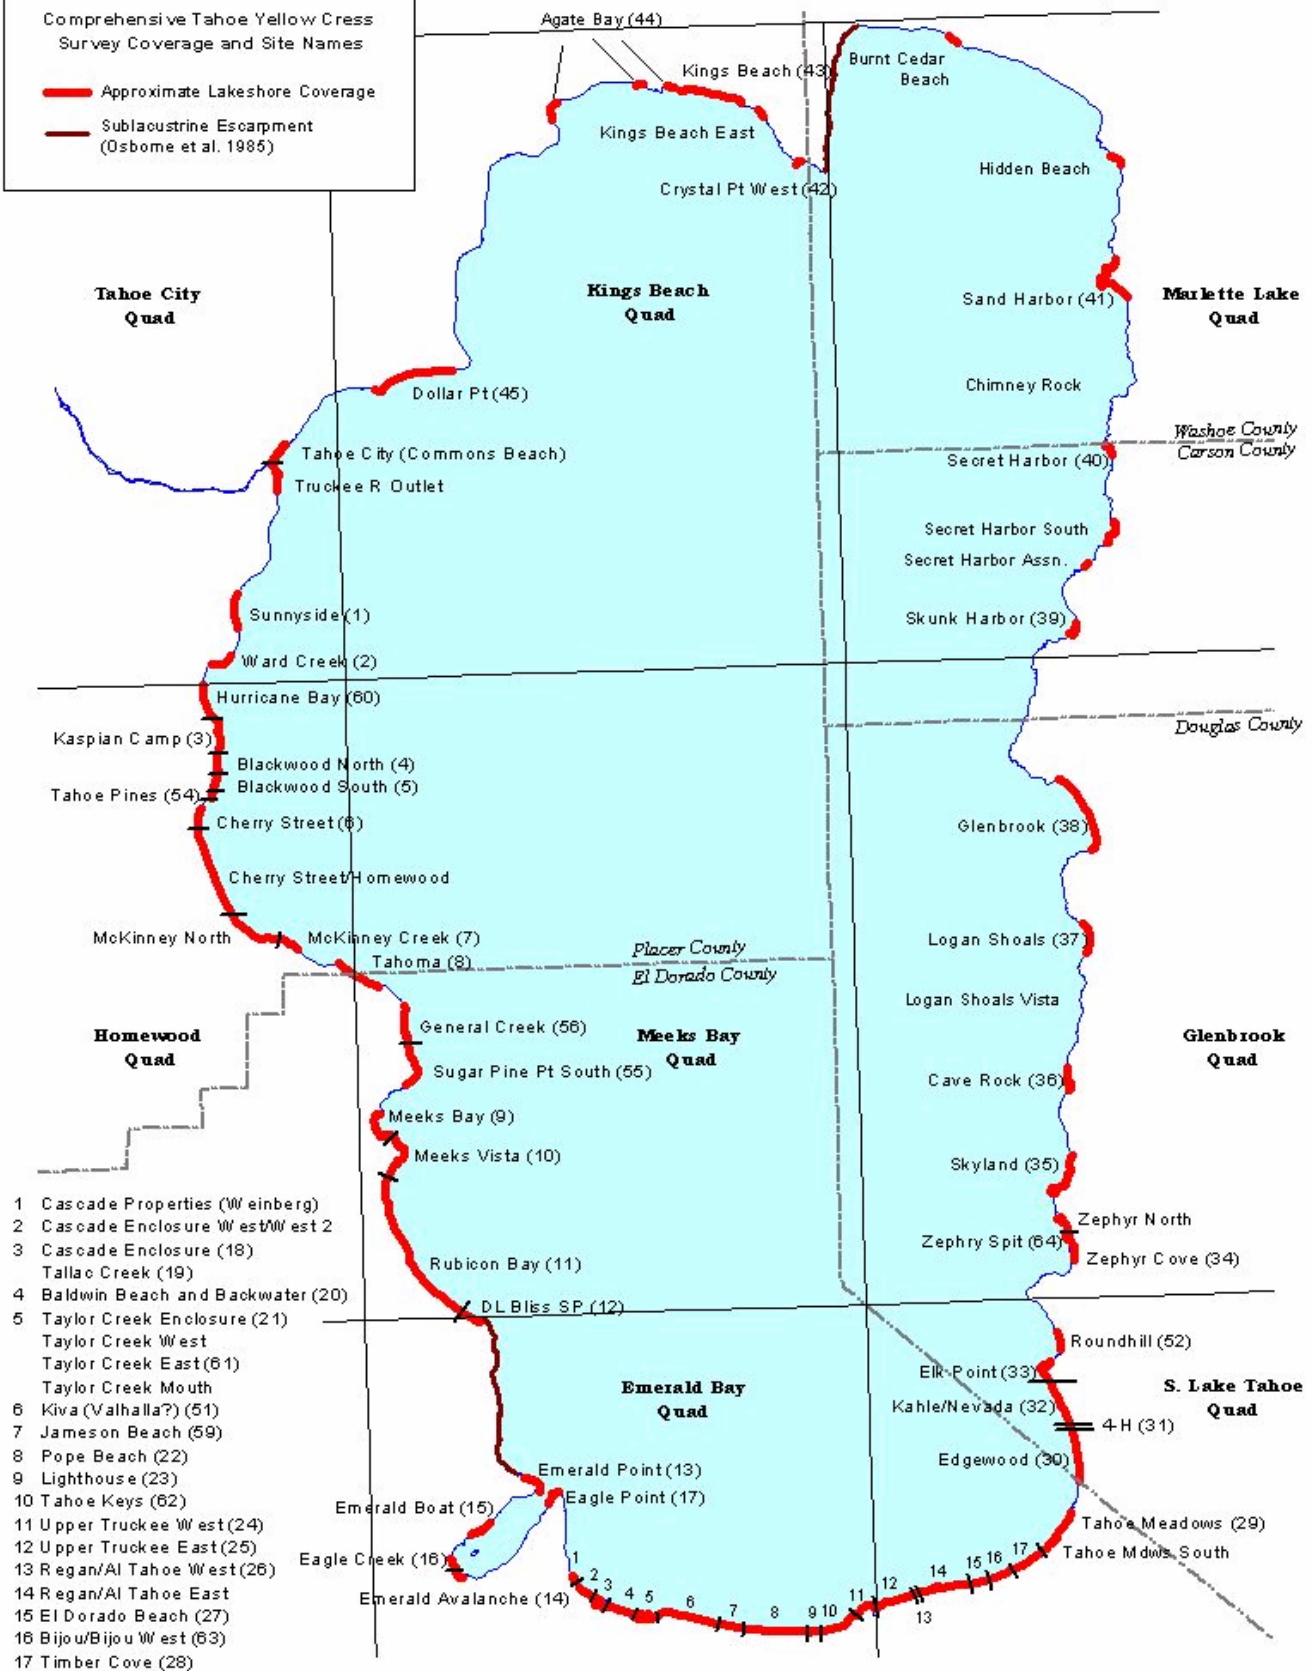 Comprehensive Tahoe Yellow Cress
Survey Coverage and Site Names
Approximate Lakeshore Coverage
Sublacustrine Escarpment
(Osborne et al. 1985)
Agate Bay (44)
Kings Beach (43)
Burnt Cedar
Beach
Kings Beach East
Hidden Beach
Crystal Pt West (42)
Tahoe City
Quad
Kings Beach
Quad
Sand Harbor (41)
Marlette Lake
Quad
Chimney Rock
Dollar Pt (45)
Washoe County
Carson County
Tahoe City (Commons Beach)
Secret Harbor (40)
Truckee R Outlet
Secret Harbor South
Secret Harbor Assn.
Sunnyside (1)
Skunk Harbor (39)
Ward Creek (2)
Hurricane Bay (60)
Douglas County
Kaspian Camp (3)
Blackwood North (4)
Blackwood South (5)
Tahoe Pines (54)
Cherry Street (6)
Glenbrook (38)
Cherry Street/Homewood
McKinney North
McKinney Creek (7)
Logan Shoals (37)
Placer County
Tahoma (8)
El Dorado County
Logan Shoals Vista
General Creek (56)
Homewood
Quad
Meeks Bay
Quad
Glenbrook
Quad
Sugar Pine Pt South (55)
Cave Rock (36)
Meeks Bay (9)
Meeks Vista (10)
Skyland (35)
Zephyr North
Zephry Spit (64)
Zephyr Cove (34)
Rubicon Bay (11)
DL Bliss SP (12)
Roundhill (52)
Elk Point (33)
Emerald Bay
Quad
S. Lake Tahoe
Quad
Kahle/Nevada (32)
4-H (31)
Edgewood (30)
Emerald Point (13)
Eagle Point (17)
Emerald Boat (15)
Tahoe Meadows (29)
Tahoe Mdws South
Eagle Creek (16)
Emerald Avalanche (14)
1
2
3
4
5
6
7
8
9
10
11
12
13
14
15
16
17
1 Cascade Properties (Weinberg)
2 Cascade Enclosure West/West 2
3 Cascade Enclosure (18)
Tallac Creek (19)
4 Baldwin Beach and Backwater (20)
5 Taylor Creek Enclosure (21)
Taylor Creek West
Taylor Creek East (61)
Taylor Creek Mouth
6 Kiva (Valhalla?) (51)
7 Jameson Beach (59)
8 Pope Beach (22)
9 Lighthouse (23)
10 Tahoe Keys (62)
11 Upper Truckee West (24)
12 Upper Truckee East (25)
13 Regan/Al Tahoe West (26)
14 Regan/Al Tahoe East
15 El Dorado Beach (27)
16 Bijou/Bijou West (63)
17 Timber Cove (28)